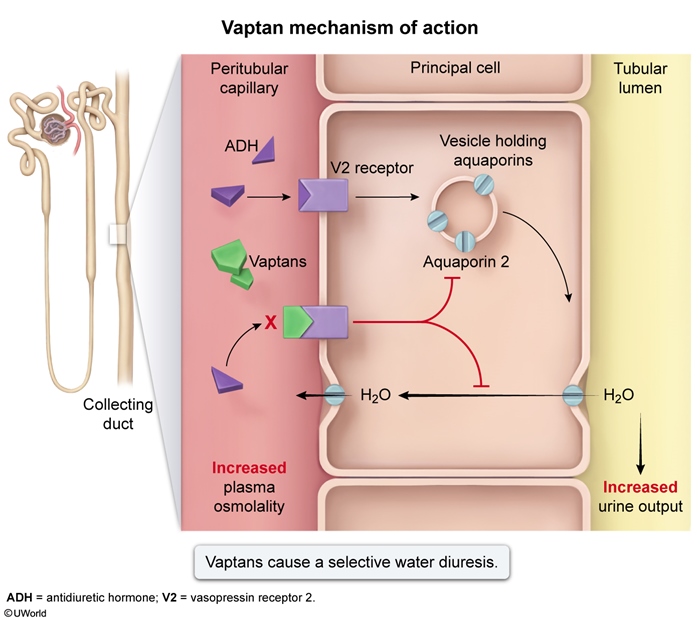 Vaptan mechanism of action
Peritubular
capillary
Principal cell
Tubular
lumen
ADH
V2 receptor
Vesicle holding
aquaporins
Vaptans
Aquaporin 2
X
H₂O
H₂O
Collecting
duct
Increased
plasma
osmolality
Increased
urine output
Vaptans cause a selective water diuresis.
ADH = antidiuretic hormone; V2 = vasopressin receptor 2.
©UWorld